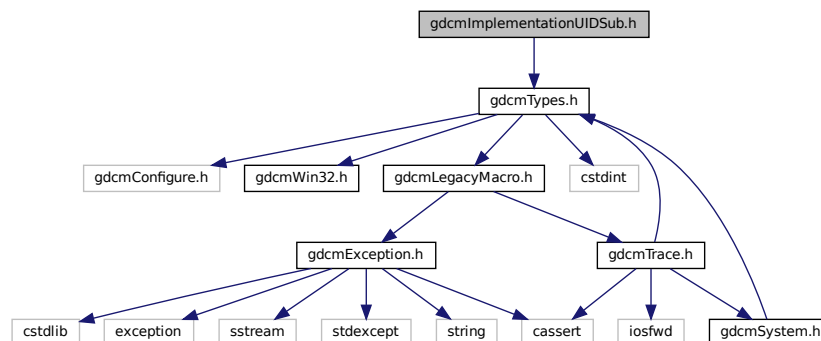 gdcmImplementationUIDSub.h
gdcmTypes.h
gdcmConfigure.h
gdcmWin32.h
gdcmLegacyMacro.h
cstdint
gdcmException.h
gdcmTrace.h
cstdlib
exception
sstream
stdexcept
string
cassert
iosfwd
gdcmSystem.h